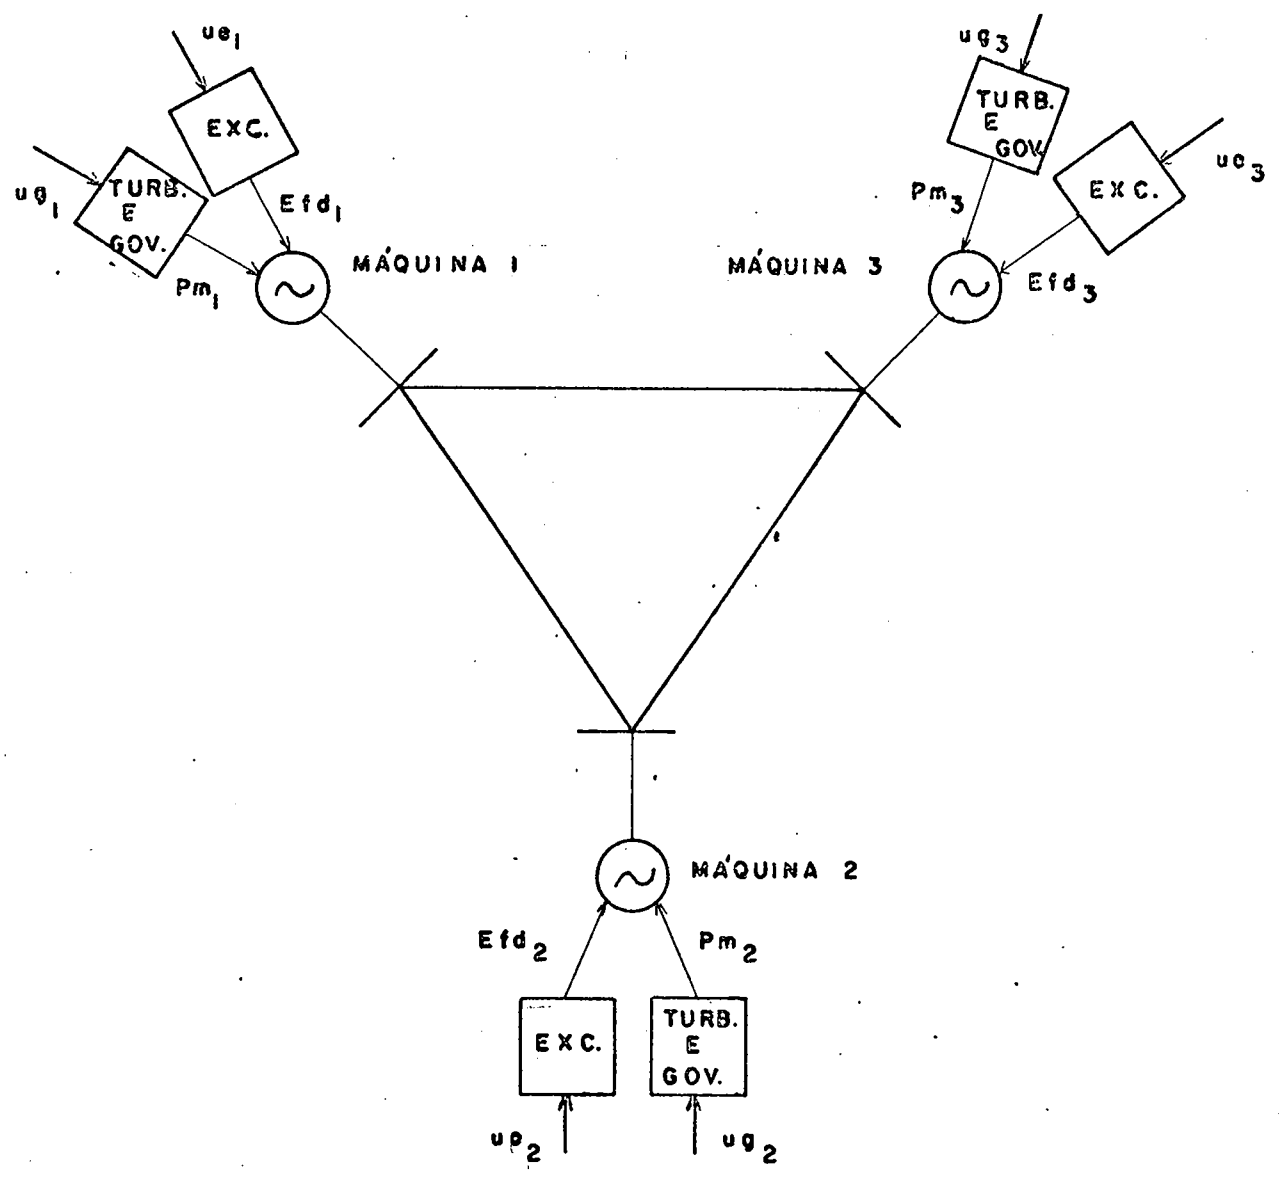 ue1
EXC.
ug1
TURB.
E
GOV.
Efd1
Pm1
MÁQUINA 1
ug3
TURB.
E
GOV.
ue3
EXC.
Pm3
Efd3
MÁQUINA 3
MÁQUINA 2
Efd2
Pm2
EXC.
TURB.
E
GOV.
ue2
ug2